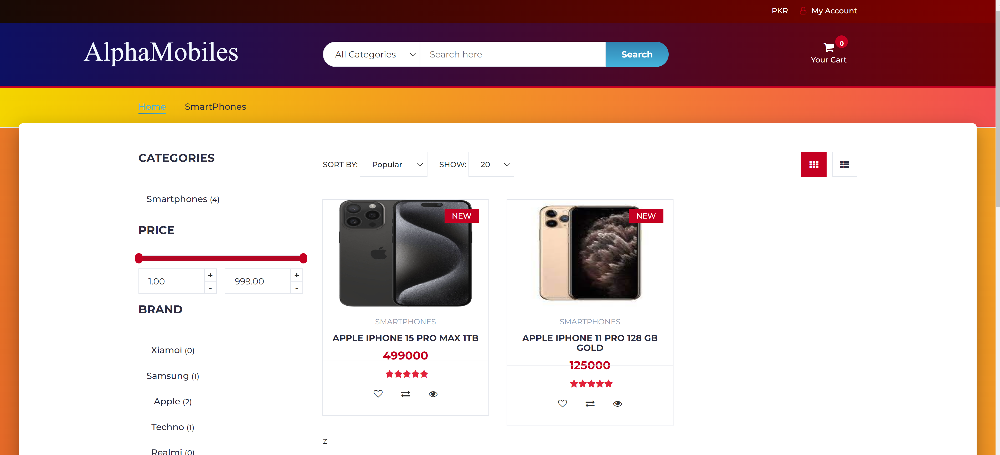 PKR My Account
AlphaMobiles
All Categories
Search here
Search
0
Your Cart
Home
SmartPhones
CATEGORIES
Smartphones (4)
PRICE
1.00 + - - 999.00 + -
BRAND
Xiamoi (0)
Samsung (1)
Apple (2)
Techno (1)
Realmi (0)
SORT BY: Popular SHOW: 20
NEW
SMARTPHONES
APPLE IPHONE 15 PRO MAX 1TB
499000
NEW
SMARTPHONES
APPLE IPHONE 11 PRO 128 GB
GOLD
125000
Z